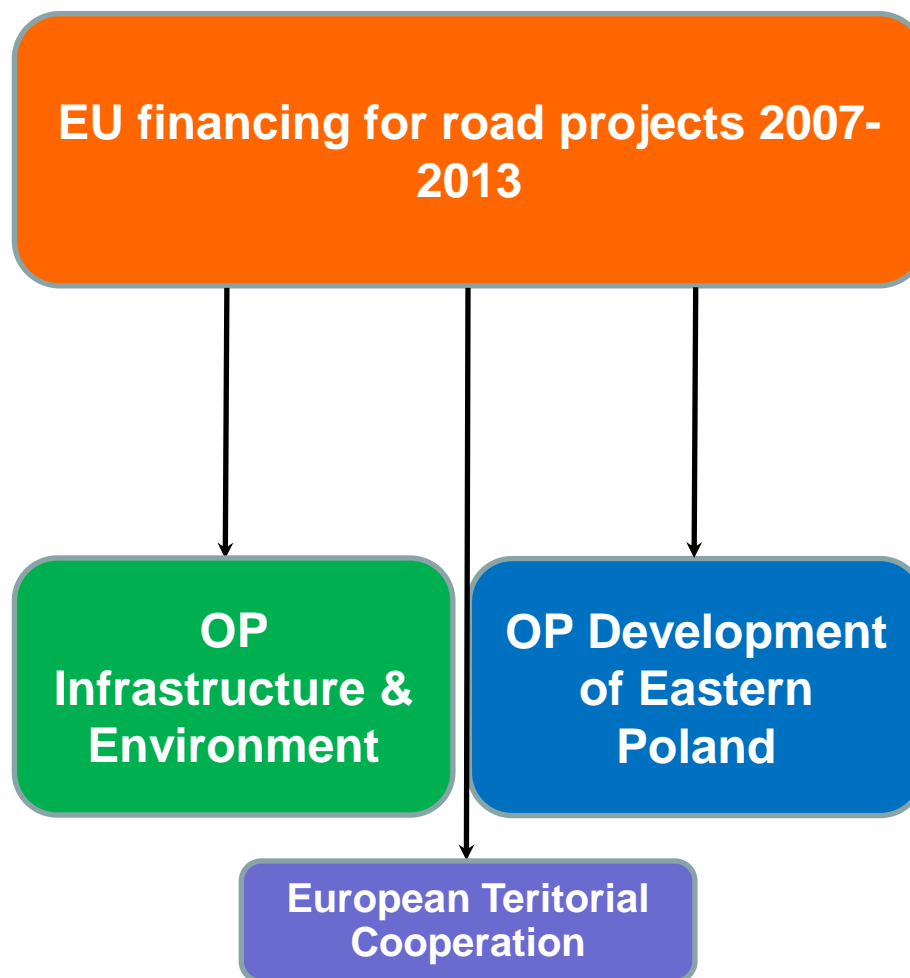 EU financing for road projects 2007-
2013
OP
Infrastructure &
Environment
OP Development
of Eastern
Poland
European Teritorial
Cooperation